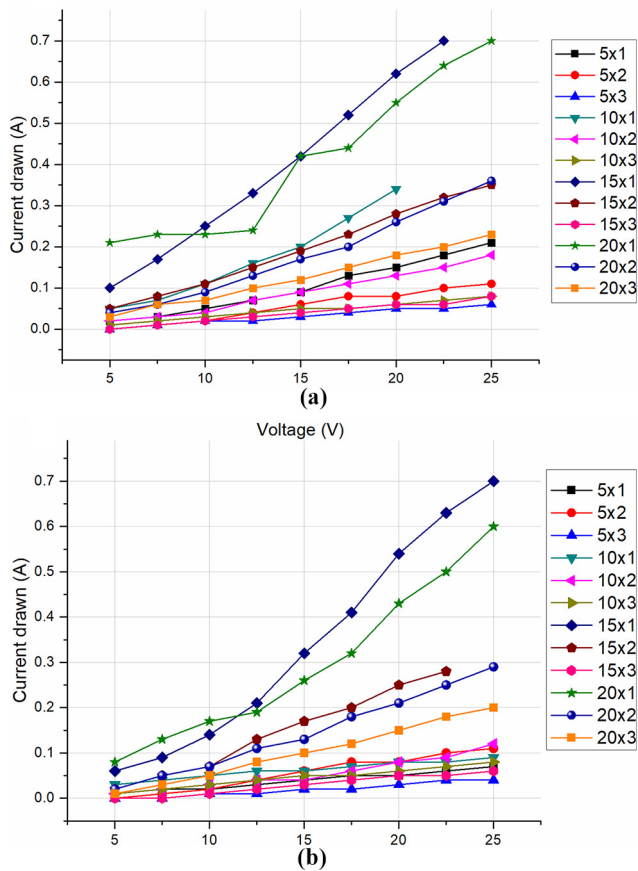 (a)
0.7
0.6
0.5
0.4
0.3
0.2
0.1
0.0
Current drawn (A)
5 10 15 20 25
5x1
5x2
5x3
10x1
10x2
10x3
15x1
15x2
15x3
20x1
20x2
20x3
(a)
Voltage (V)
0.7
0.6
0.5
0.4
0.3
0.2
0.1
0.0
Current drawn (A)
5 10 15 20 25
5x1
5x2
5x3
10x1
10x2
10x3
15x1
15x2
15x3
20x1
20x2
20x3
(b)